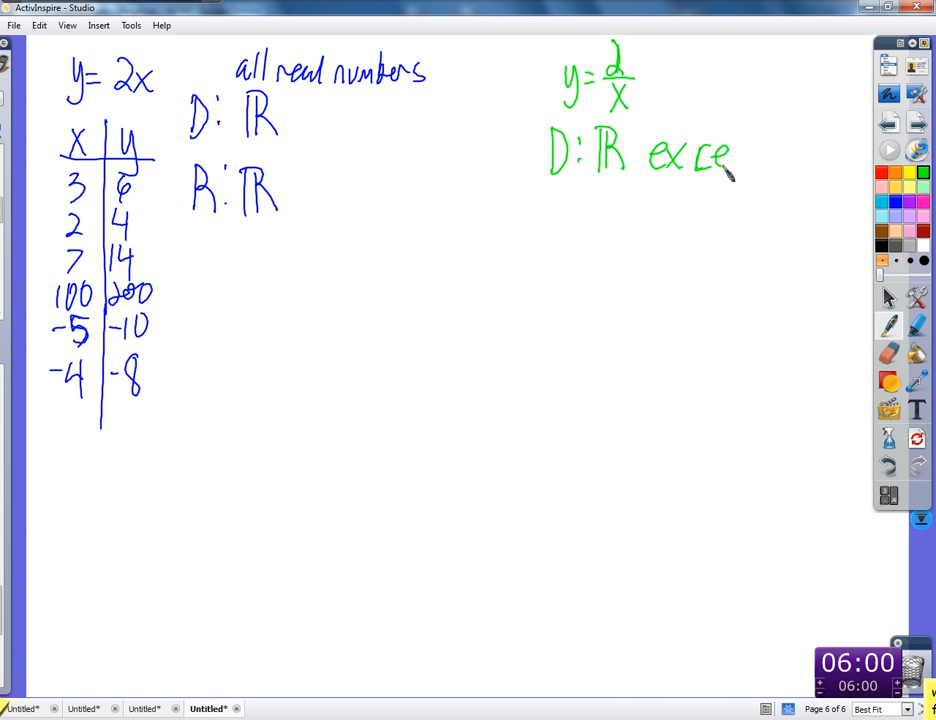 ActivInspire - Studio
File Edit View Insert Tools Help
y= 2x
all real numbers
D: ℝ
R: ℝ
x y
3 6
2 4
7 14
100 200
-5 -10
-4 -8
y= 2/x
D: ℝ exce
06:00
06:00
Untitled* Untitled* Untitled* Untitled*
6 of 6
Best Fit